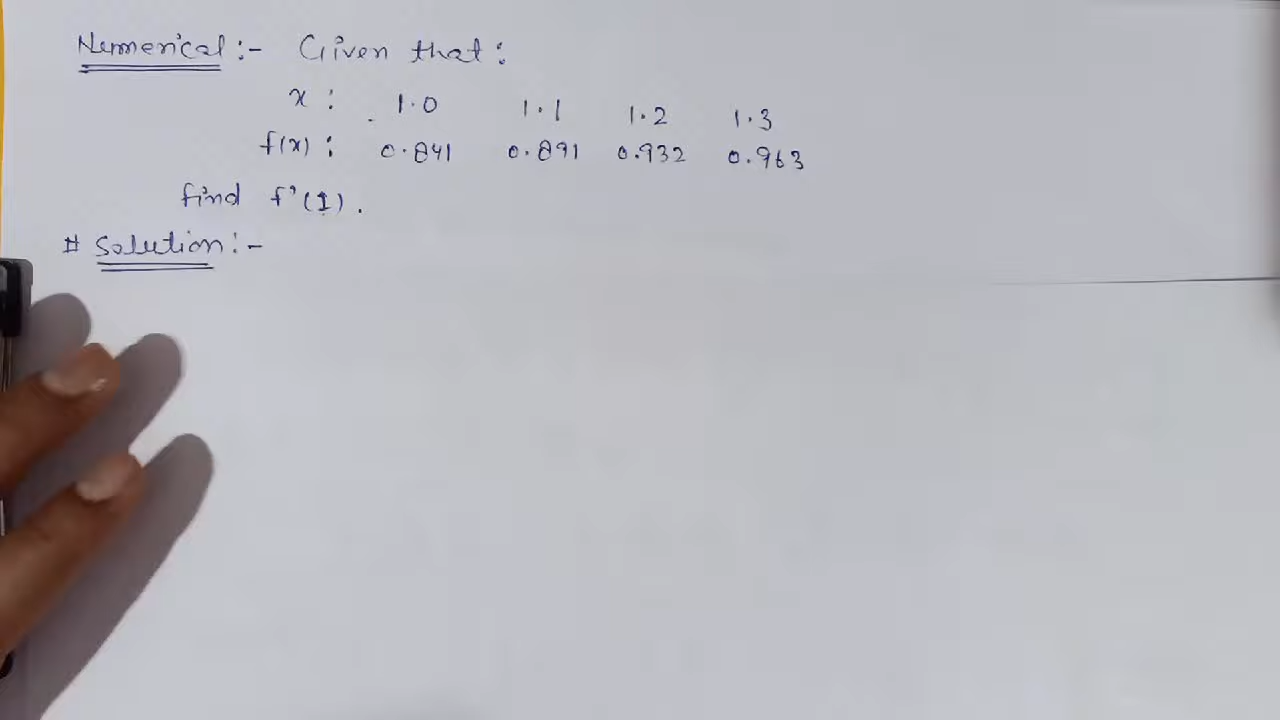 Numerical :- Given that :
x : 1.0 1.1 1.2 1.3
f(x) : 0.841 0.891 0.932 0.963
find f'(1).
# Solution :-